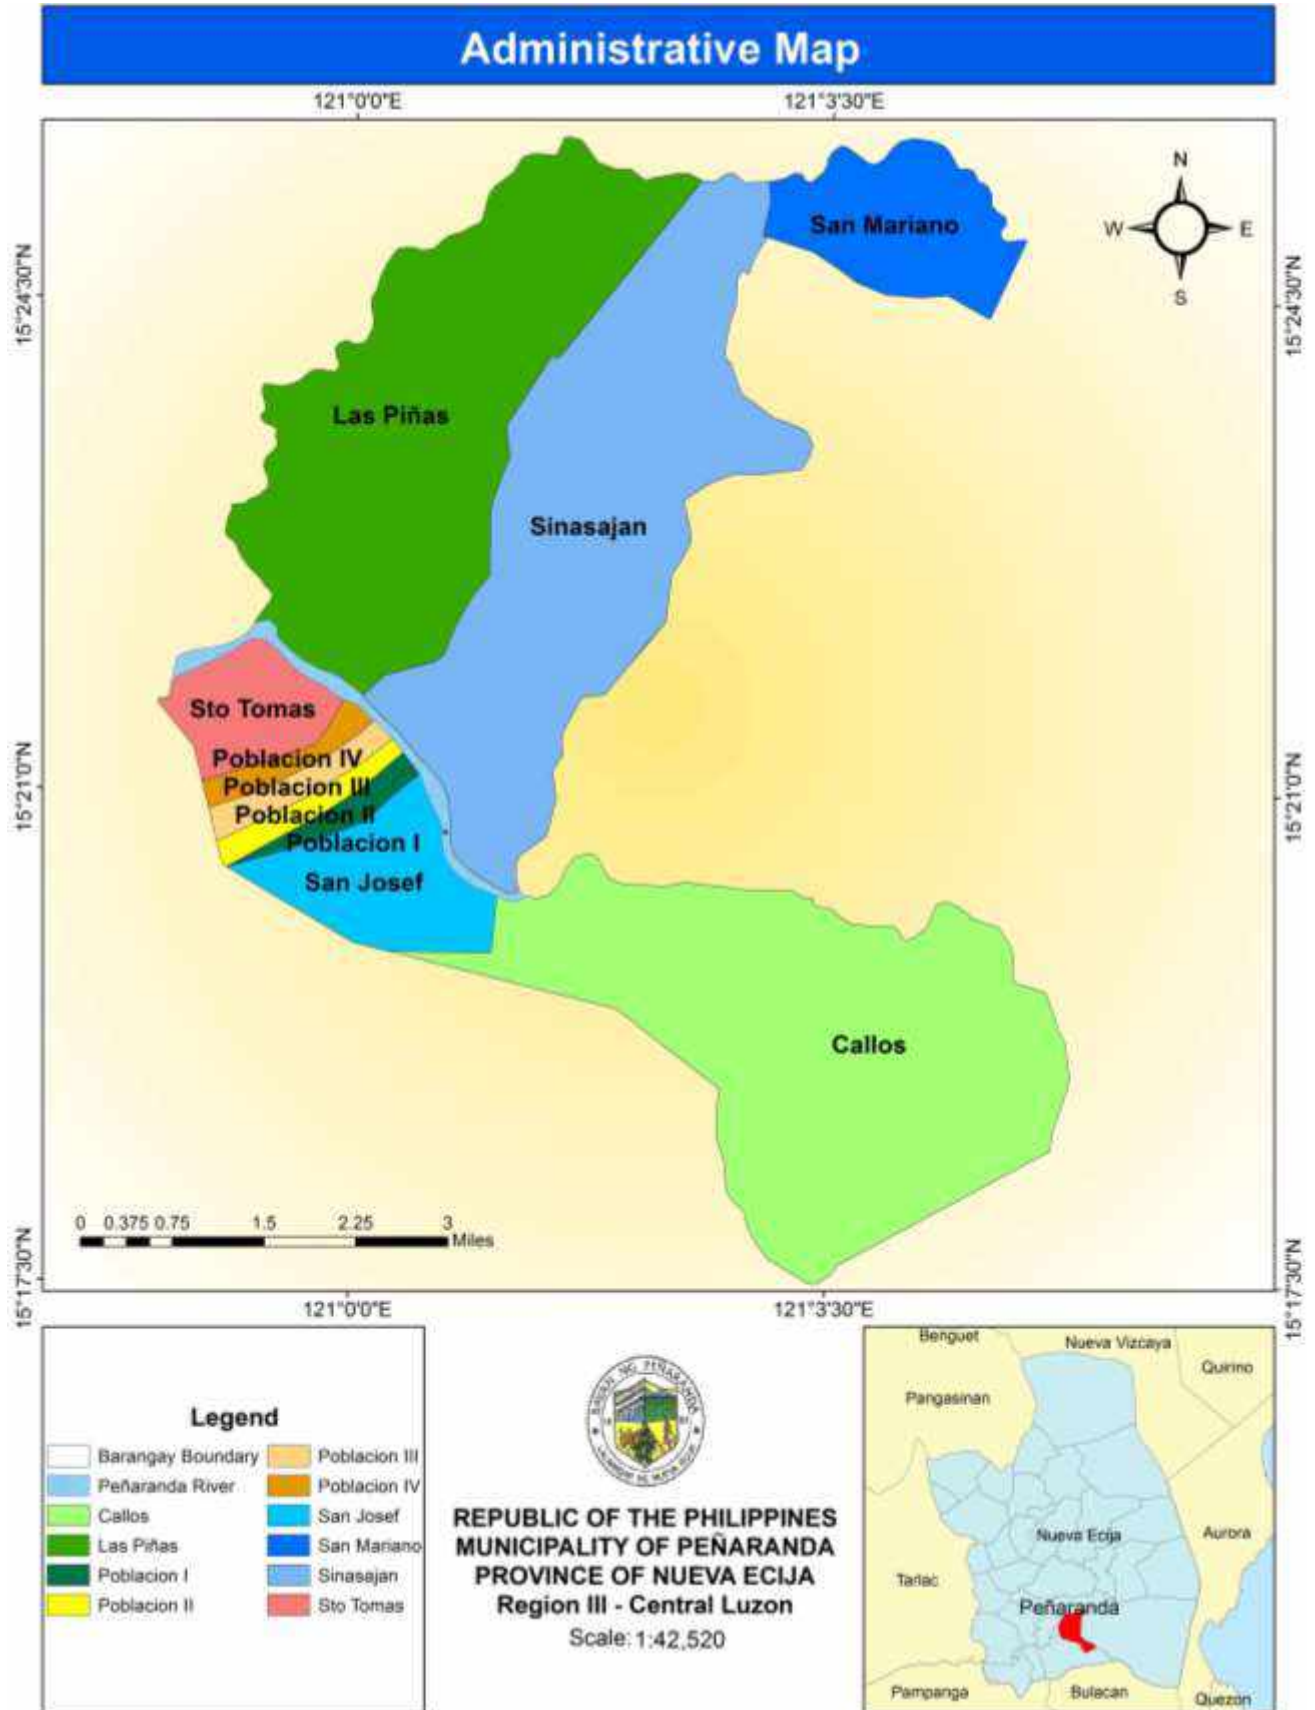 Administrative Map
121°0'0"E 121°3'30"E
N
W E
S
15°24'30"N 15°24'30"N
San Mariano
Las Piñas
Sinasajan
Sto Tomas
Poblacion IV
Poblacion III
Poblacion II
Poblacion I
San Josef
15°21'0"N 15°21'0"N
Callos
0 0.375 0.75 1.5 2.25 3
Miles
15°17'30"N 15°17'30"N
121°0'0"E 121°3'30"E
Legend
Barangay Boundary
Peñaranda River
Callos
Las Piñas
Poblacion I
Poblacion II
Poblacion III
Poblacion IV
San Josef
San Mariano
Sinasajan
Sto Tomas
BAYAN NG PEÑARANDA
REPUBLIC OF THE PHILIPPINES
MUNICIPALITY OF PEÑARANDA
PROVINCE OF NUEVA ECIJA
Region III - Central Luzon
Scale: 1:42,520
Benguet
Nueva Vizcaya
Quirino
Pangasinan
Nueva Ecija
Aurora
Tarlac
Peñaranda
Pampanga
Bulacan
Quezon